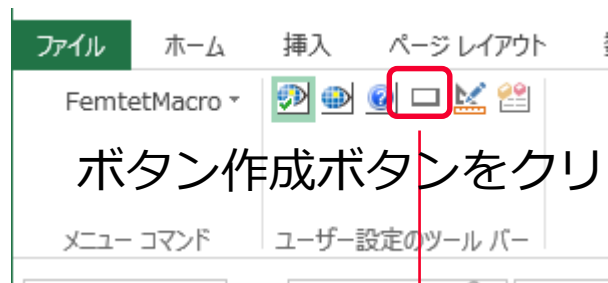 ファイル ホーム 挿入 ページ レイアウト
FemtetMacro
ボタン作成ボタンをクリ
メニュー コマンド ユーザー設定のツール バー